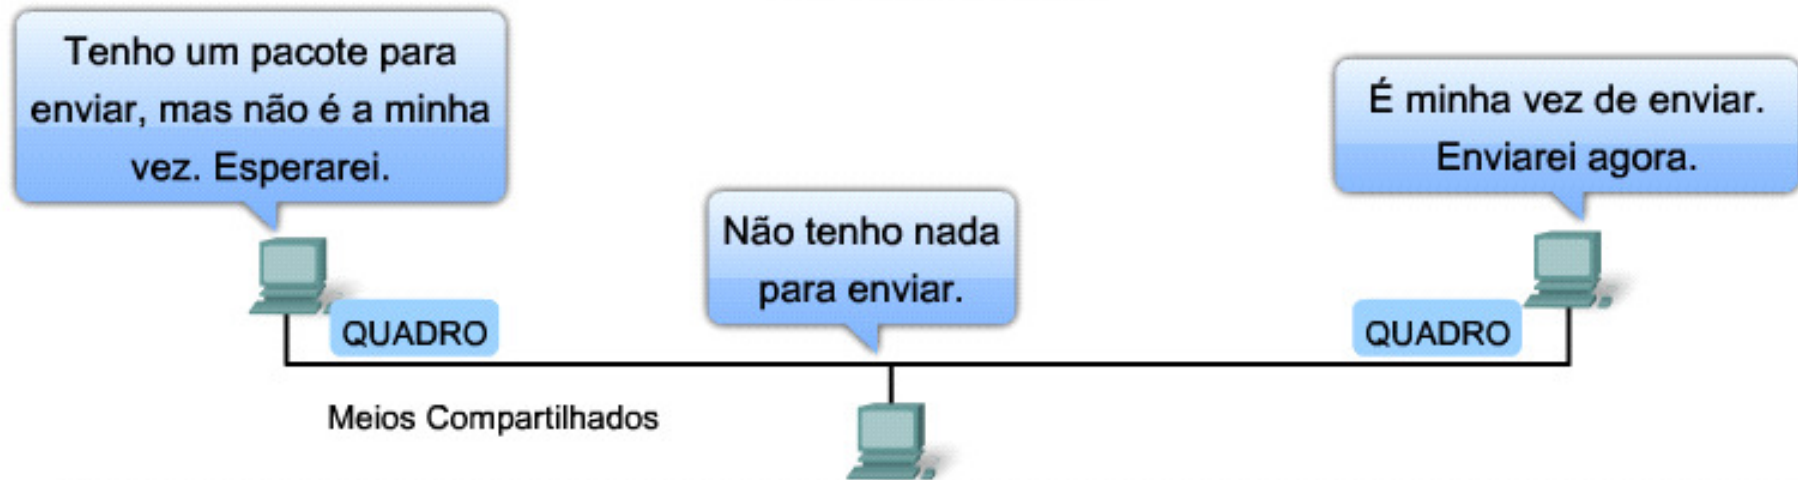 Tenho um pacote para
enviar, mas não é a minha
vez. Esperarei.
É minha vez de enviar.
Enviarei agora.
Não tenho nada
para enviar.
QUADRO
QUADRO
Meios Compartilhados